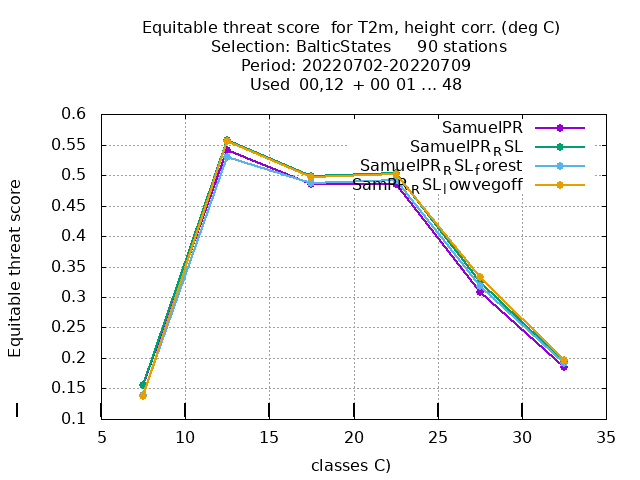 Equitable threat score  for T2m, height corr. (deg C)
Selection: BalticStates     90 stations
Period: 20220702-20220709
Used  00,12  + 00 01 ... 48
SamuelPR
SamuelPR_RSL
SamuelPR_RSL_forest
SamPR_RSL_lowvegoff
0.6
0.55
0.5
0.45
0.4
0.35
0.3
0.25
0.2
0.15
0.1
Equitable threat score
5 10 15 20 25 30 35
classes C)